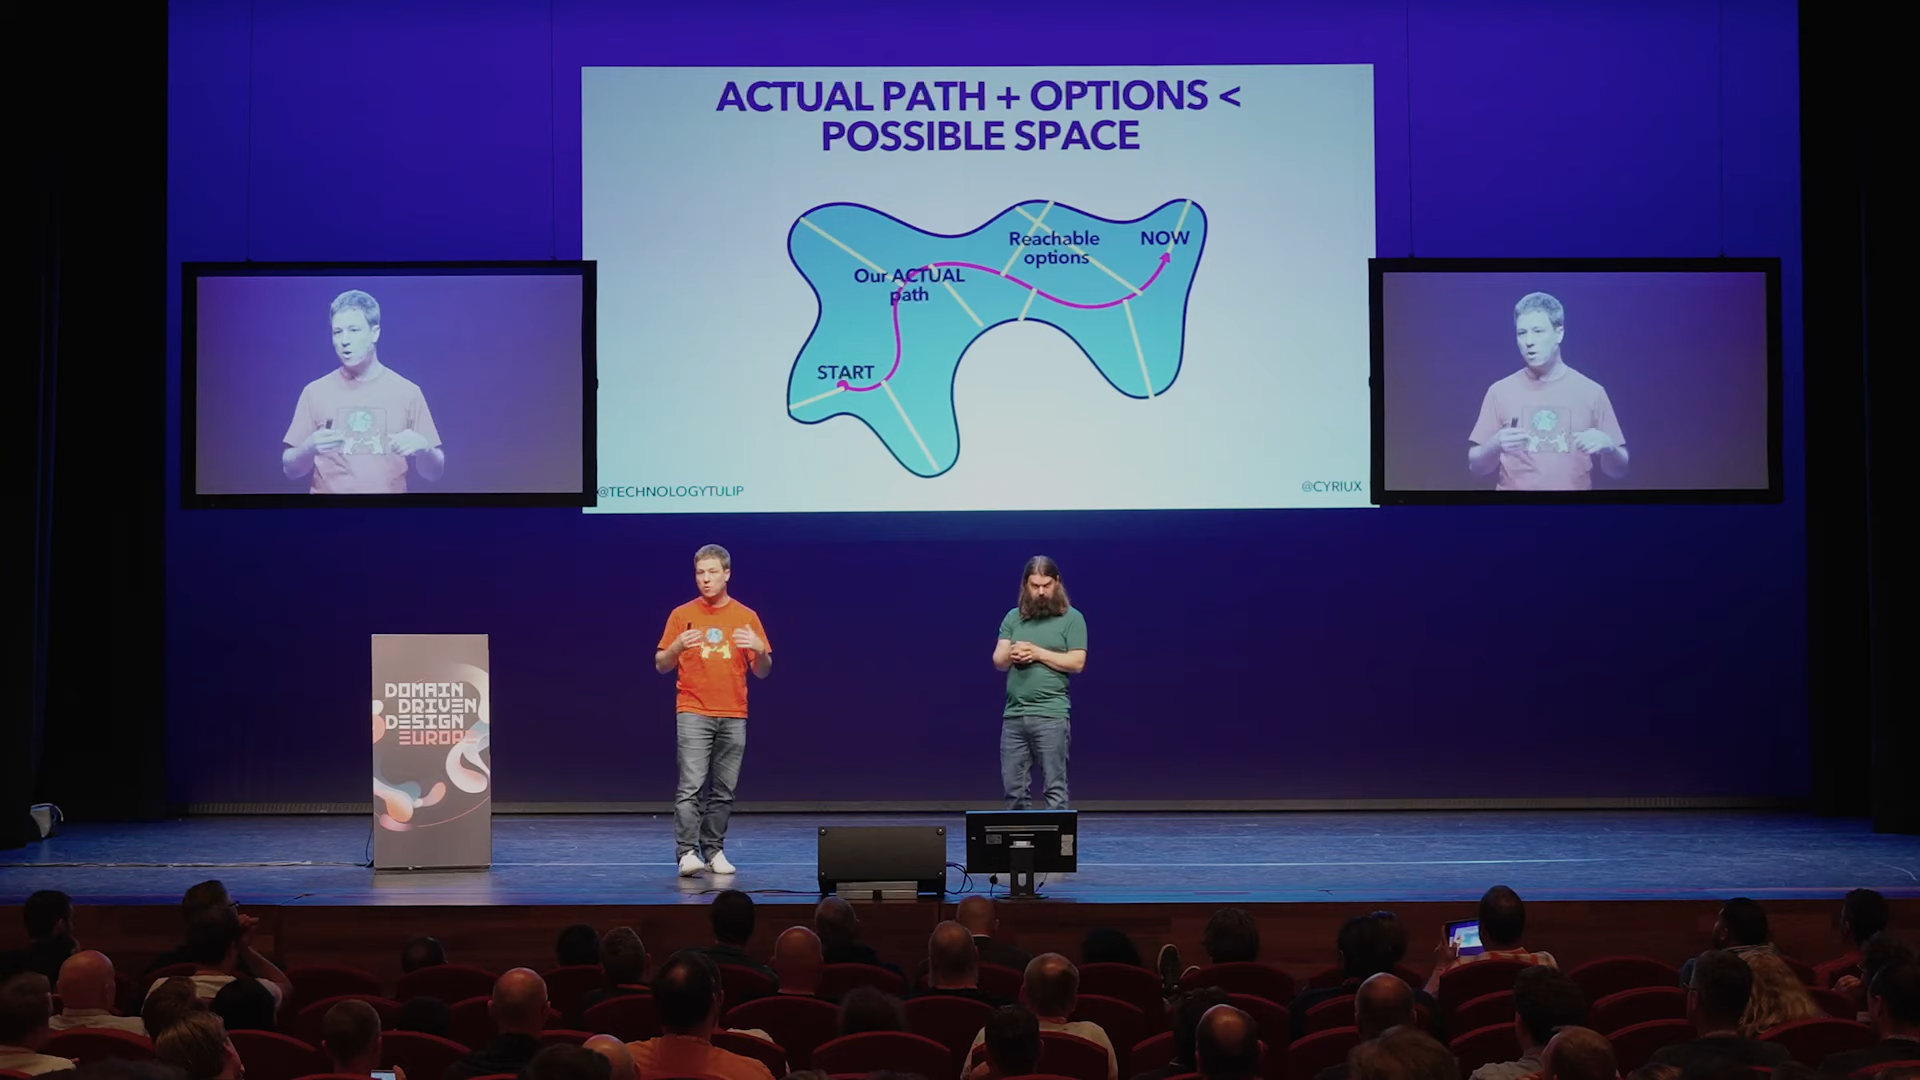 ACTUAL PATH + OPTIONS <
POSSIBLE SPACE
Reachable
options
NOW
Our ACTUAL
path
START
@TECHNOLOGYTULIP
@CYRIUX
DOMAIN
DRIVEN
DESIGN
EUROPE